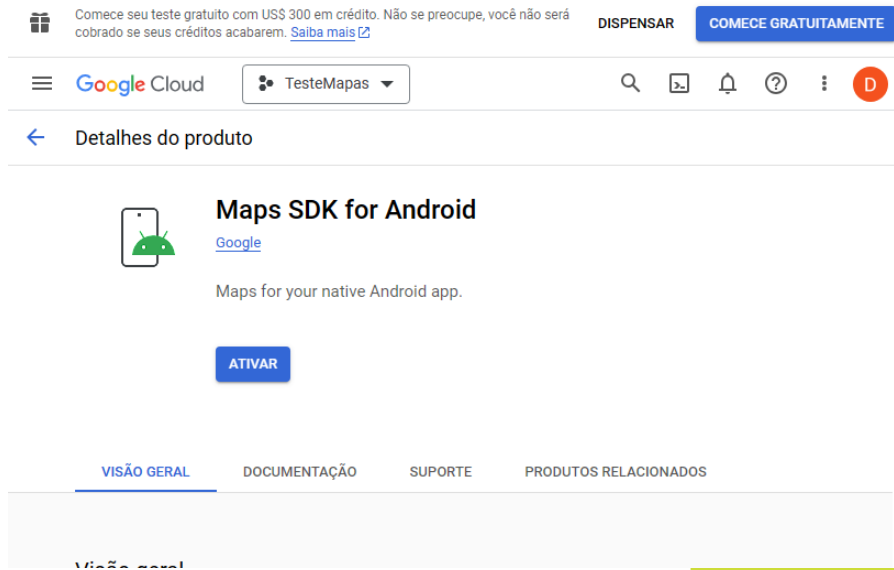 Comece seu teste gratuito com US$ 300 em crédito. Não se preocupe, você não será
cobrado se seus créditos acabarem. Saiba mais
DISPENSAR
COMECE GRATUITAMENTE
Google Cloud
TesteMapas
D
Detalhes do produto
Maps SDK for Android
Google
Maps for your native Android app.
ATIVAR
VISÃO GERAL
DOCUMENTAÇÃO
SUPORTE
PRODUTOS RELACIONADOS
Visão geral